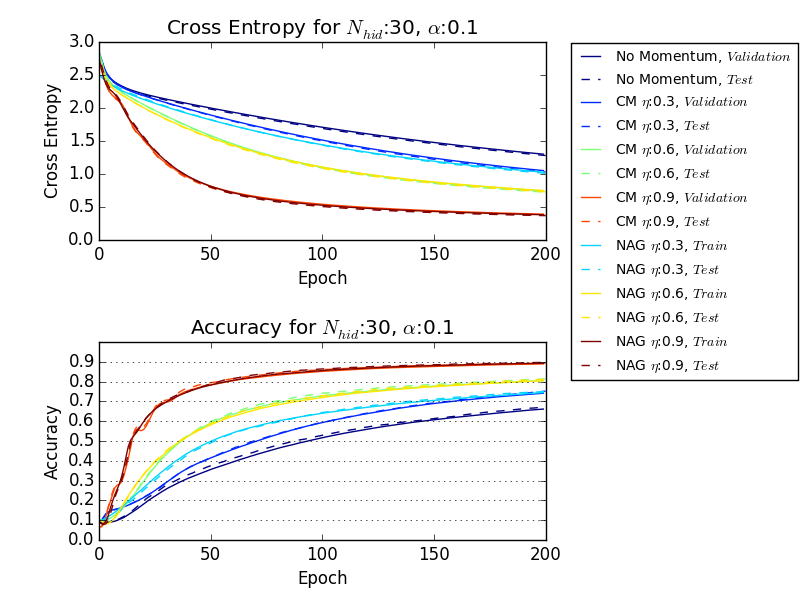 Cross Entropy for N_hid:30, α:0.1
3.0
2.5
2.0
1.5
1.0
0.5
0.0
Cross Entropy
0 50 100 150 200
Epoch
No Momentum, Validation
No Momentum, Test
CM η:0.3, Validation
CM η:0.3, Test
CM η:0.6, Validation
CM η:0.6, Test
CM η:0.9, Validation
CM η:0.9, Test
NAG η:0.3, Train
NAG η:0.3, Test
NAG η:0.6, Train
NAG η:0.6, Test
NAG η:0.9, Train
NAG η:0.9, Test
Accuracy for N_hid:30, α:0.1
0.9
0.8
0.7
0.6
0.5
0.4
0.3
0.2
0.1
0.0
Accuracy
0 50 100 150 200
Epoch